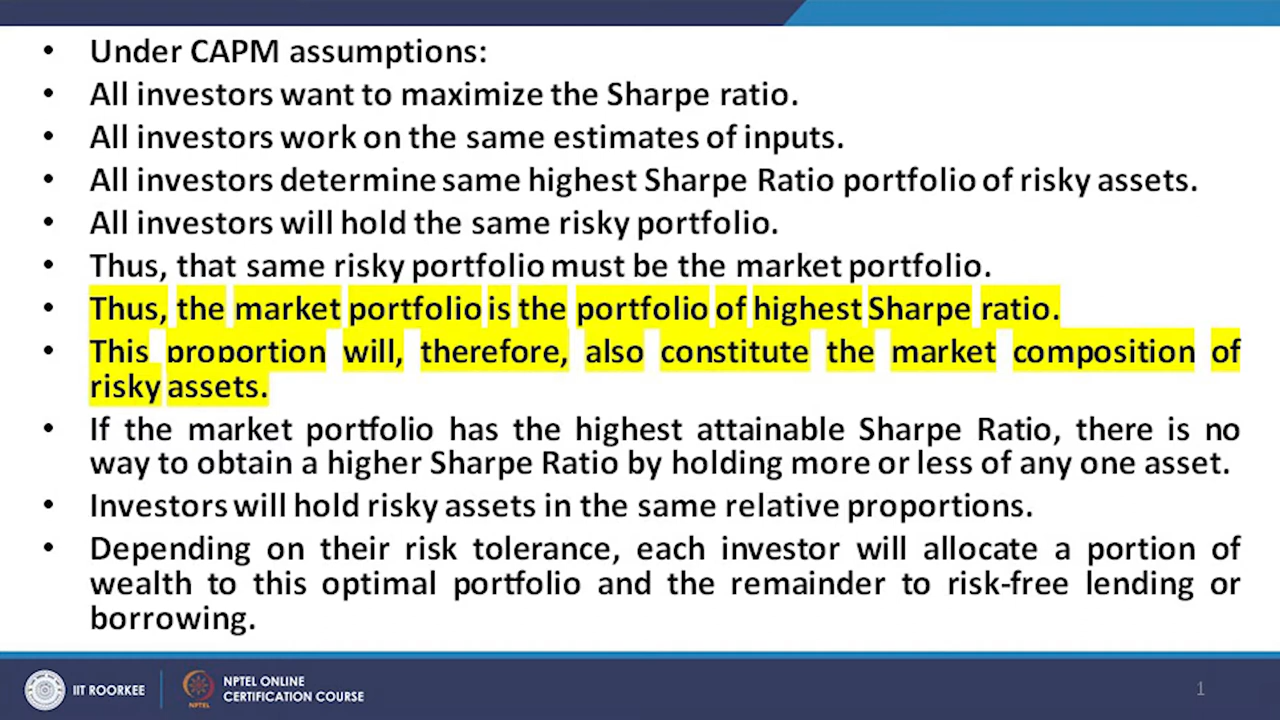 • Under CAPM assumptions:
• All investors want to maximize the Sharpe ratio.
• All investors work on the same estimates of inputs.
• All investors determine same highest Sharpe Ratio portfolio of risky assets.
• All investors will hold the same risky portfolio.
• Thus, that same risky portfolio must be the market portfolio.
• Thus, the market portfolio is the portfolio of highest Sharpe ratio.
• This proportion will, therefore, also constitute the market composition of
risky assets.
• If the market portfolio has the highest attainable Sharpe Ratio, there is no
way to obtain a higher Sharpe Ratio by holding more or less of any one asset.
• Investors will hold risky assets in the same relative proportions.
• Depending on their risk tolerance, each investor will allocate a portion of
wealth to this optimal portfolio and the remainder to risk-free lending or
borrowing.
IIT ROORKEE
NPTEL
NPTEL ONLINE
CERTIFICATION COURSE
1